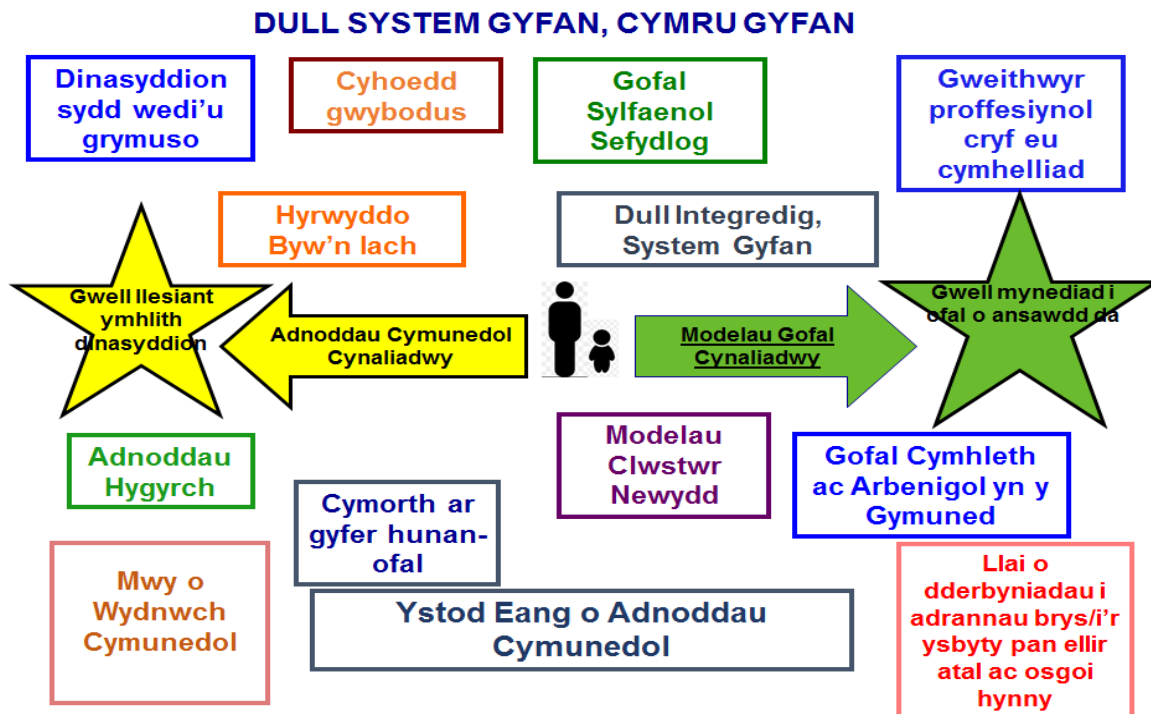 DULL SYSTEM GYFAN, CYMRU GYFAN
Dinasyddion
sydd wedi’u
grymuso
Cyhoedd
gwybodus
Gofal
Sylfaenol
Sefydlog
Gweithwyr
proffesiynol
cryf eu
cymhelliad
Hyrwyddo
Byw’n Iach
Dull Integredig,
System Gyfan
Gwell llesiant
ymhlith
dinasyddion
Adnoddau Cymunedol
Cynaliadwy
Modelau Gofal
Cynaliadwy
Gwell mynediad i
ofal o ansawdd da
Adnoddau
Hygyrch
Cymorth ar
gyfer hunan-
ofal
Modelau
Clwstwr
Newydd
Gofal Cymhleth
ac Arbenigol yn y
Gymuned
Mwy o
Wydnwch
Cymunedol
Ystod Eang o Adnoddau
Cymunedol
Llai o
dderbyniadau i
adrannau brys/i’r
ysbyty pan ellir
atal ac osgoi
hynny